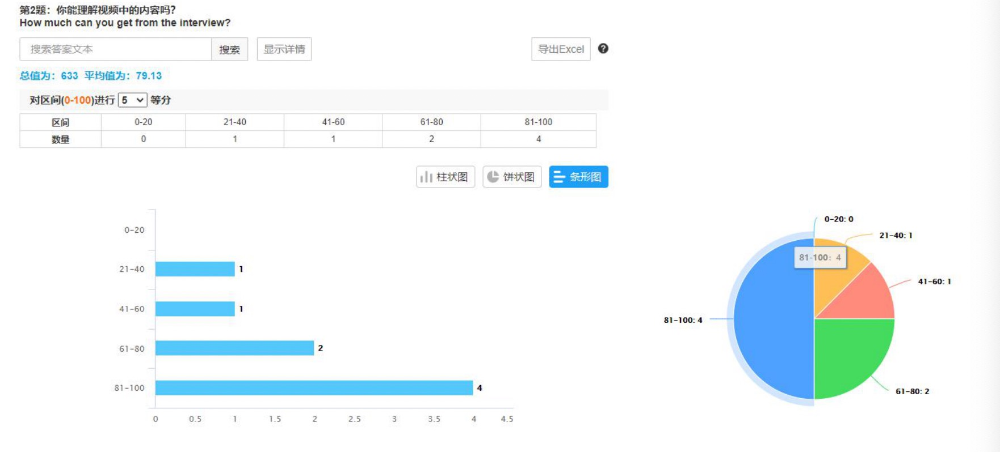 第2题：你能理解视频中的内容吗？
How much can you get from the interview?
搜索答案文本 搜索 显示详情 导出Excel ?
总值为：633 平均值为：79.13
对区间(0-100)进行 5 等分
区间 0-20 21-40 41-60 61-80 81-100
数量 0 1 1 2 4
柱状图 饼状图 条形图
0-20
21-40 1
41-60 1
61-80 2
81-100 4
0 0.5 1 1.5 2 2.5 3 3.5 4 4.5
0-20: 0
21-40: 1
81-100: 4
41-60: 1
81-100: 4
61-80: 2